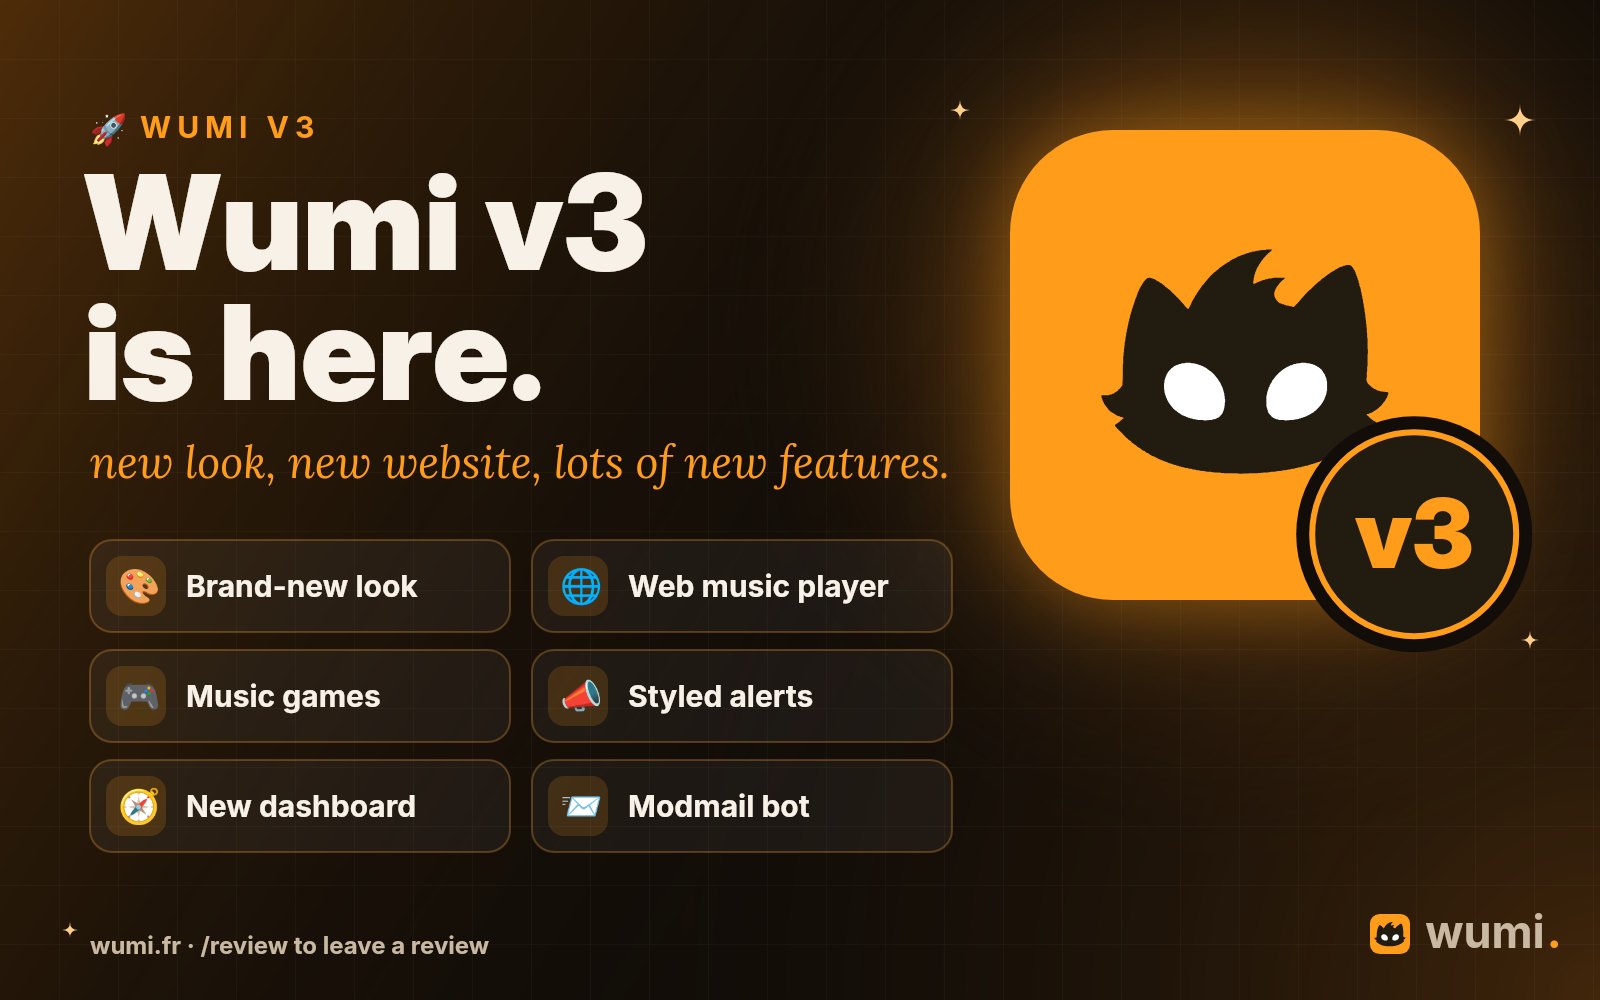 🚀 WUMI V3
Wumi v3
is here.
new look, new website, lots of new features.
Brand-new look
Web music player
Music games
Styled alerts
New dashboard
Modmail bot
v3
wumi.fr · /review to leave a review
wumi.